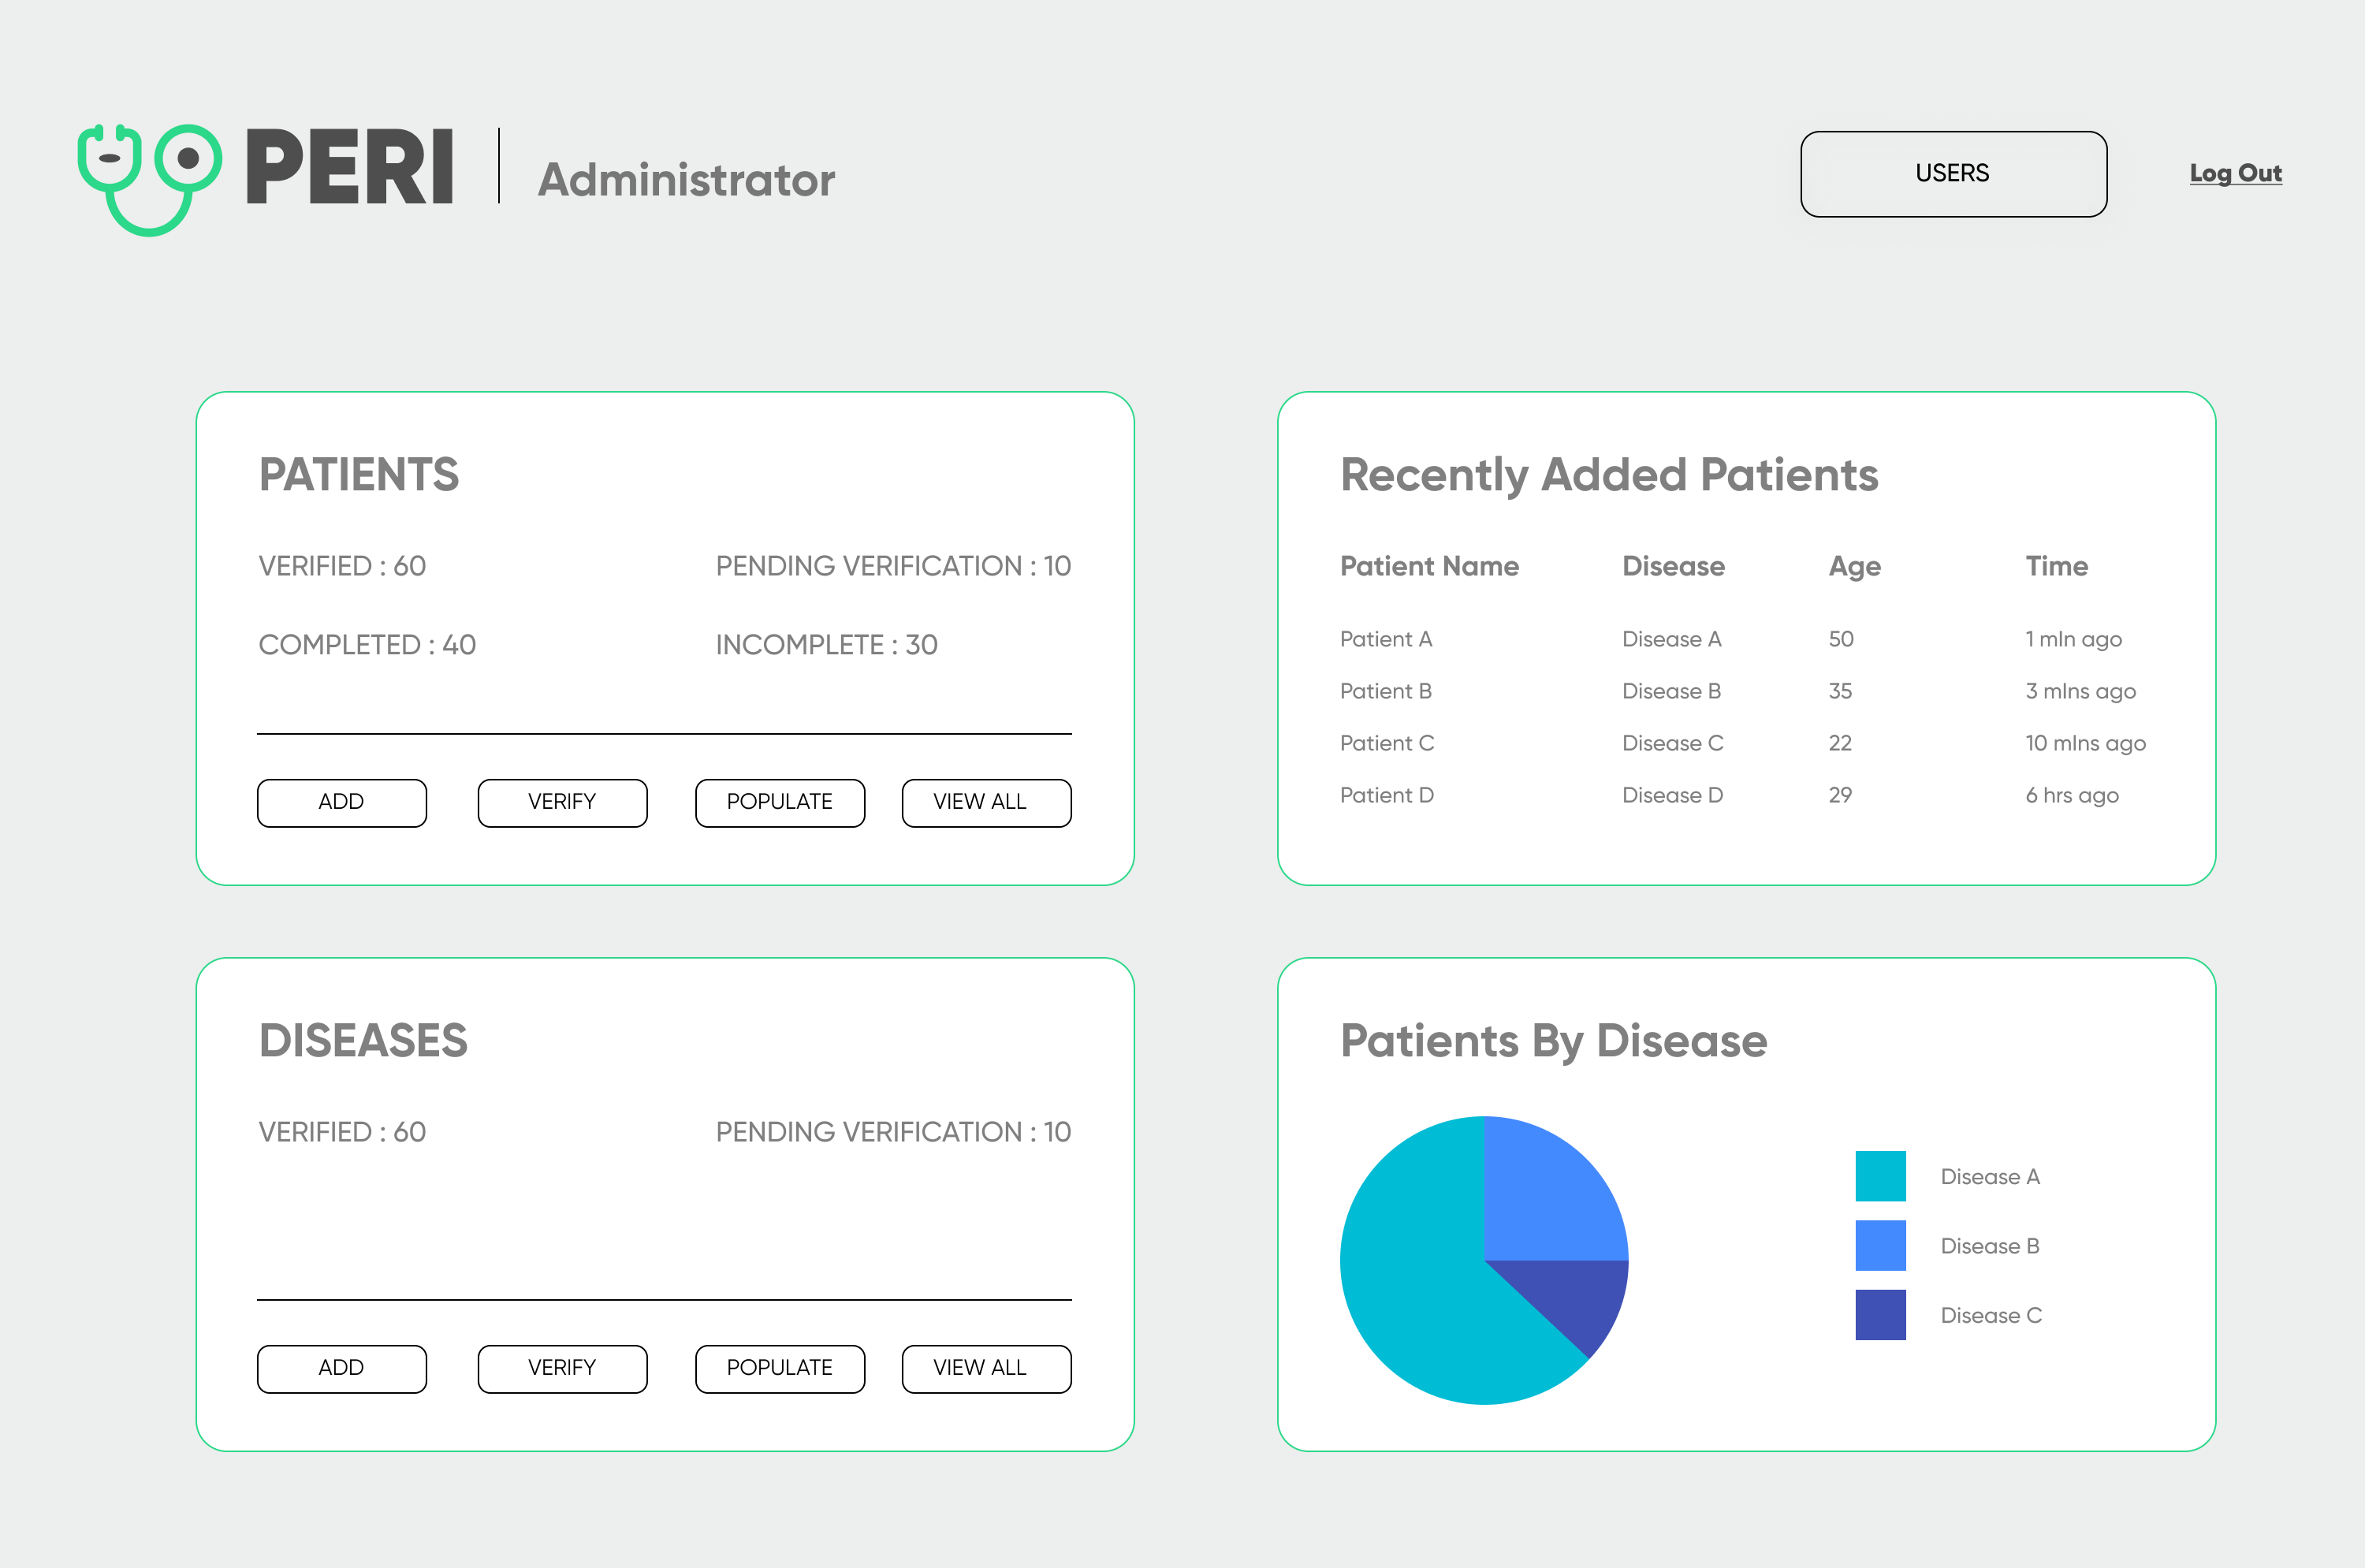 PERI
Administrator
USERS
Log Out
PATIENTS
VERIFIED : 60
PENDING VERIFICATION : 10
COMPLETED : 40
INCOMPLETE : 30
ADD
VERIFY
POPULATE
VIEW ALL
Recently Added Patients
Patient Name Disease Age Time
Patient A Disease A 50 1 mIn ago
Patient B Disease B 35 3 mIns ago
Patient C Disease C 22 10 mIns ago
Patient D Disease D 29 6 hrs ago
DISEASES
VERIFIED : 60
PENDING VERIFICATION : 10
ADD
VERIFY
POPULATE
VIEW ALL
Patients By Disease
Disease A
Disease B
Disease C